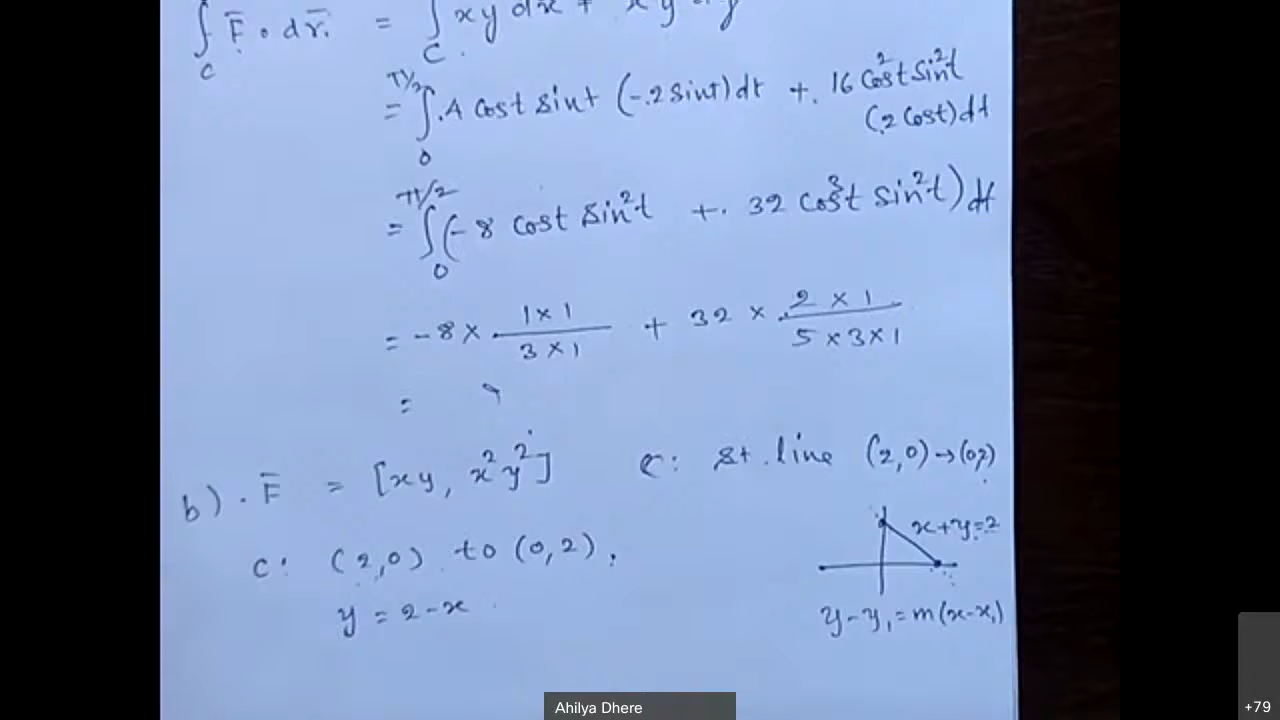 ∫_C F̄ · dr̄. = ∫_C xy dx + x y dy
= ∫_0^{π/2} .4 cost sint (-.2sint)dt +. 16 cos²t sin²t
(2 cost)dt
= ∫_0^{π/2} (-8 cost sin²t +. 32 cos³t sin²t) dt
= -8 × 1×1 / 3×1 + 32 × 2×1 / 5×3×1
=
b). F̄ = [xy, x²y²] C: st. line (2,0)→(0,2)
x+y=2
C: (2,0) to (0,2).
y = 2-x
y-y₁=m(x-x₁)
Ahilya Dhere
+79